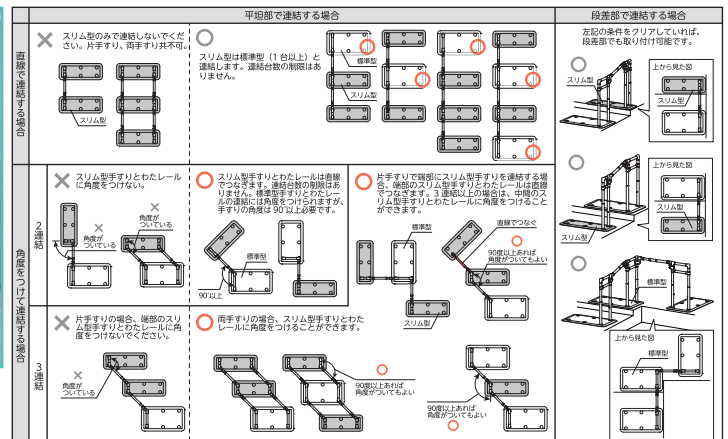 平坦部で連結する場合
段差部で連結する場合
直線で連結する場合
スリム型のみで連結しないでくだ
さい。片手すり、両手すり共不可。
スリム型
スリム型は標準型（1台以上）と
連結します。連結台数の制限はあ
りません。
標準型
スリム型
左記の条件をクリアしていれば、
段差部でも取り付け可能です。
スリム型
上から見た図
スリム型
角度をつけて連結する場合
2連結
スリム型手すりとわたレール
に角度をつけない。
角度が
ついている
角度が
ついている
スリム型手すりとわたレールは直線
でつなぎます。連結台数の制限はあ
りません。標準型手すりとわたレー
ルの連結には角度をつけられますが、
手すりの角度は90°以上必要です。
標準型
90°以上
片手すりで端部にスリム型手すりを連結する場
合、端部のスリム型手すりとわたレールは直線
でつなぎます。3連結以上の場合は、中間のス
リム型手すりとわたレールに角度をつけること
ができます。
標準型
直線でつなぐ
90度以上あれば
角度がついてもよい
スリム型
上から見た図
スリム型
スリム型
3連結
片手すりの場合、端部のスリ
ム型手すりとわたレールに角
度をつけないでください。
角度が
ついている
両手すりの場合、スリム型手すりとわた
レールに角度をつけることができます。
90度以上あれば
角度がついてもよい
90度以上あれば
角度がついてもよい
標準型
上から見た図
標準型